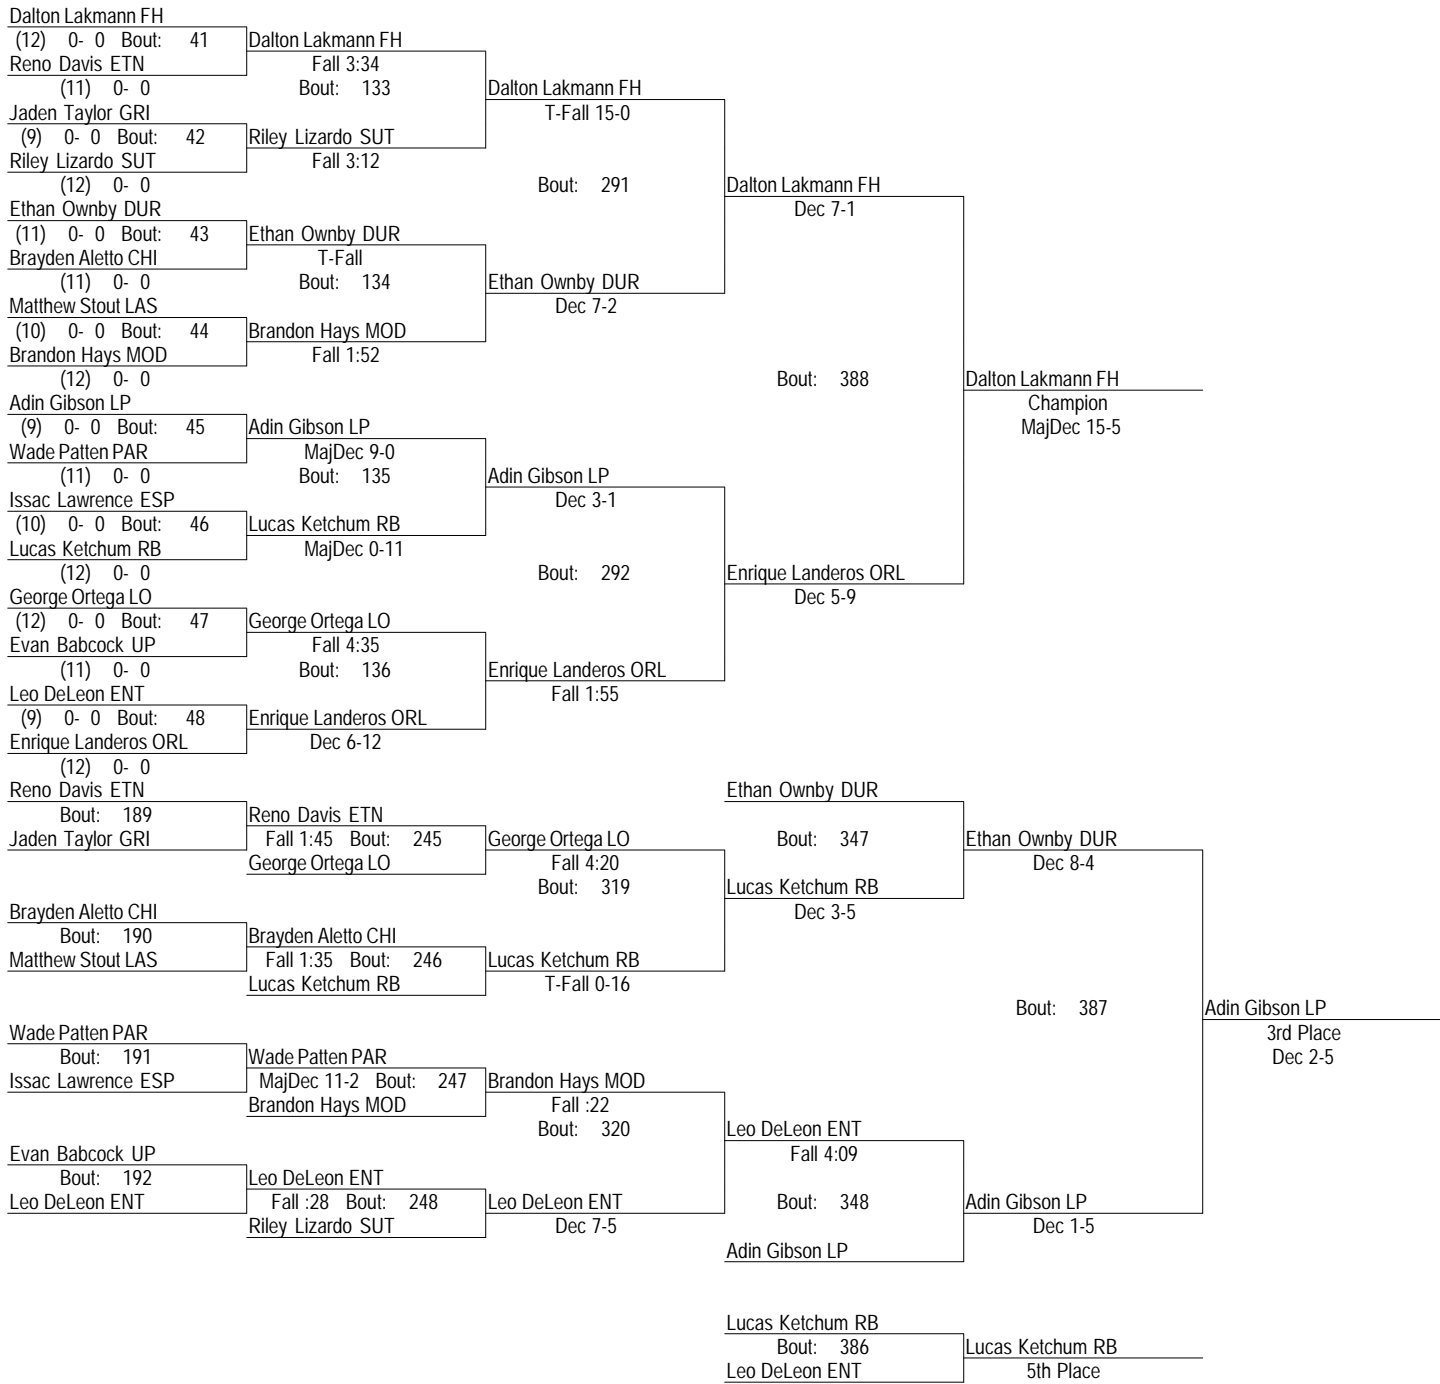 Dalton Lakmann FH
(12) 0- 0 Bout: 41 Dalton Lakmann FH
Reno Davis ETN Fall 3:34
(11) 0- 0 Bout: 133 Dalton Lakmann FH
Jaden Taylor GRI T-Fall 15-0
(9) 0- 0 Bout: 42 Riley Lizardo SUT
Riley Lizardo SUT Fall 3:12
(12) 0- 0 Bout: 291 Dalton Lakmann FH
Ethan Ownby DUR Dec 7-1
(11) 0- 0 Bout: 43 Ethan Ownby DUR
Brayden Aletto CHI T-Fall
(11) 0- 0 Bout: 134 Ethan Ownby DUR
Matthew Stout LAS Dec 7-2
(10) 0- 0 Bout: 44 Brandon Hays MOD
Brandon Hays MOD Fall 1:52
(12) 0- 0 Bout: 388 Dalton Lakmann FH
Adin Gibson LP Champion
(9) 0- 0 Bout: 45 Adin Gibson LP MajDec 15-5
Wade Patten PAR MajDec 9-0
(11) 0- 0 Bout: 135 Adin Gibson LP
Issac Lawrence ESP Dec 3-1
(10) 0- 0 Bout: 46 Lucas Ketchum RB
Lucas Ketchum RB MajDec 0-11
(12) 0- 0 Bout: 292 Enrique Landeros ORL
George Ortega LO Dec 5-9
(12) 0- 0 Bout: 47 George Ortega LO
Evan Babcock UP Fall 4:35
(11) 0- 0 Bout: 136 Enrique Landeros ORL
Leo DeLeon ENT Fall 1:55
(9) 0- 0 Bout: 48 Enrique Landeros ORL
Enrique Landeros ORL Dec 6-12
(12) 0- 0
Reno Davis ETN Ethan Ownby DUR
Bout: 189 Reno Davis ETN
Jaden Taylor GRI Fall 1:45 Bout: 245 George Ortega LO Bout: 347 Ethan Ownby DUR
George Ortega LO Fall 4:20 Dec 8-4
Bout: 319 Lucas Ketchum RB
Brayden Aletto CHI Dec 3-5
Bout: 190 Brayden Aletto CHI
Matthew Stout LAS Fall 1:35 Bout: 246 Lucas Ketchum RB
Lucas Ketchum RB T-Fall 0-16
Bout: 387 Adin Gibson LP
Wade Patten PAR 3rd Place
Bout: 191 Wade Patten PAR Dec 2-5
Issac Lawrence ESP MajDec 11-2 Bout: 247 Brandon Hays MOD
Brandon Hays MOD Fall :22
Bout: 320 Leo DeLeon ENT
Evan Babcock UP Fall 4:09
Bout: 192 Leo DeLeon ENT
Leo DeLeon ENT Fall :28 Bout: 248 Leo DeLeon ENT Bout: 348 Adin Gibson LP
Riley Lizardo SUT Dec 7-5 Dec 1-5
Adin Gibson LP
Lucas Ketchum RB
Bout: 386 Lucas Ketchum RB
Leo DeLeon ENT 5th Place